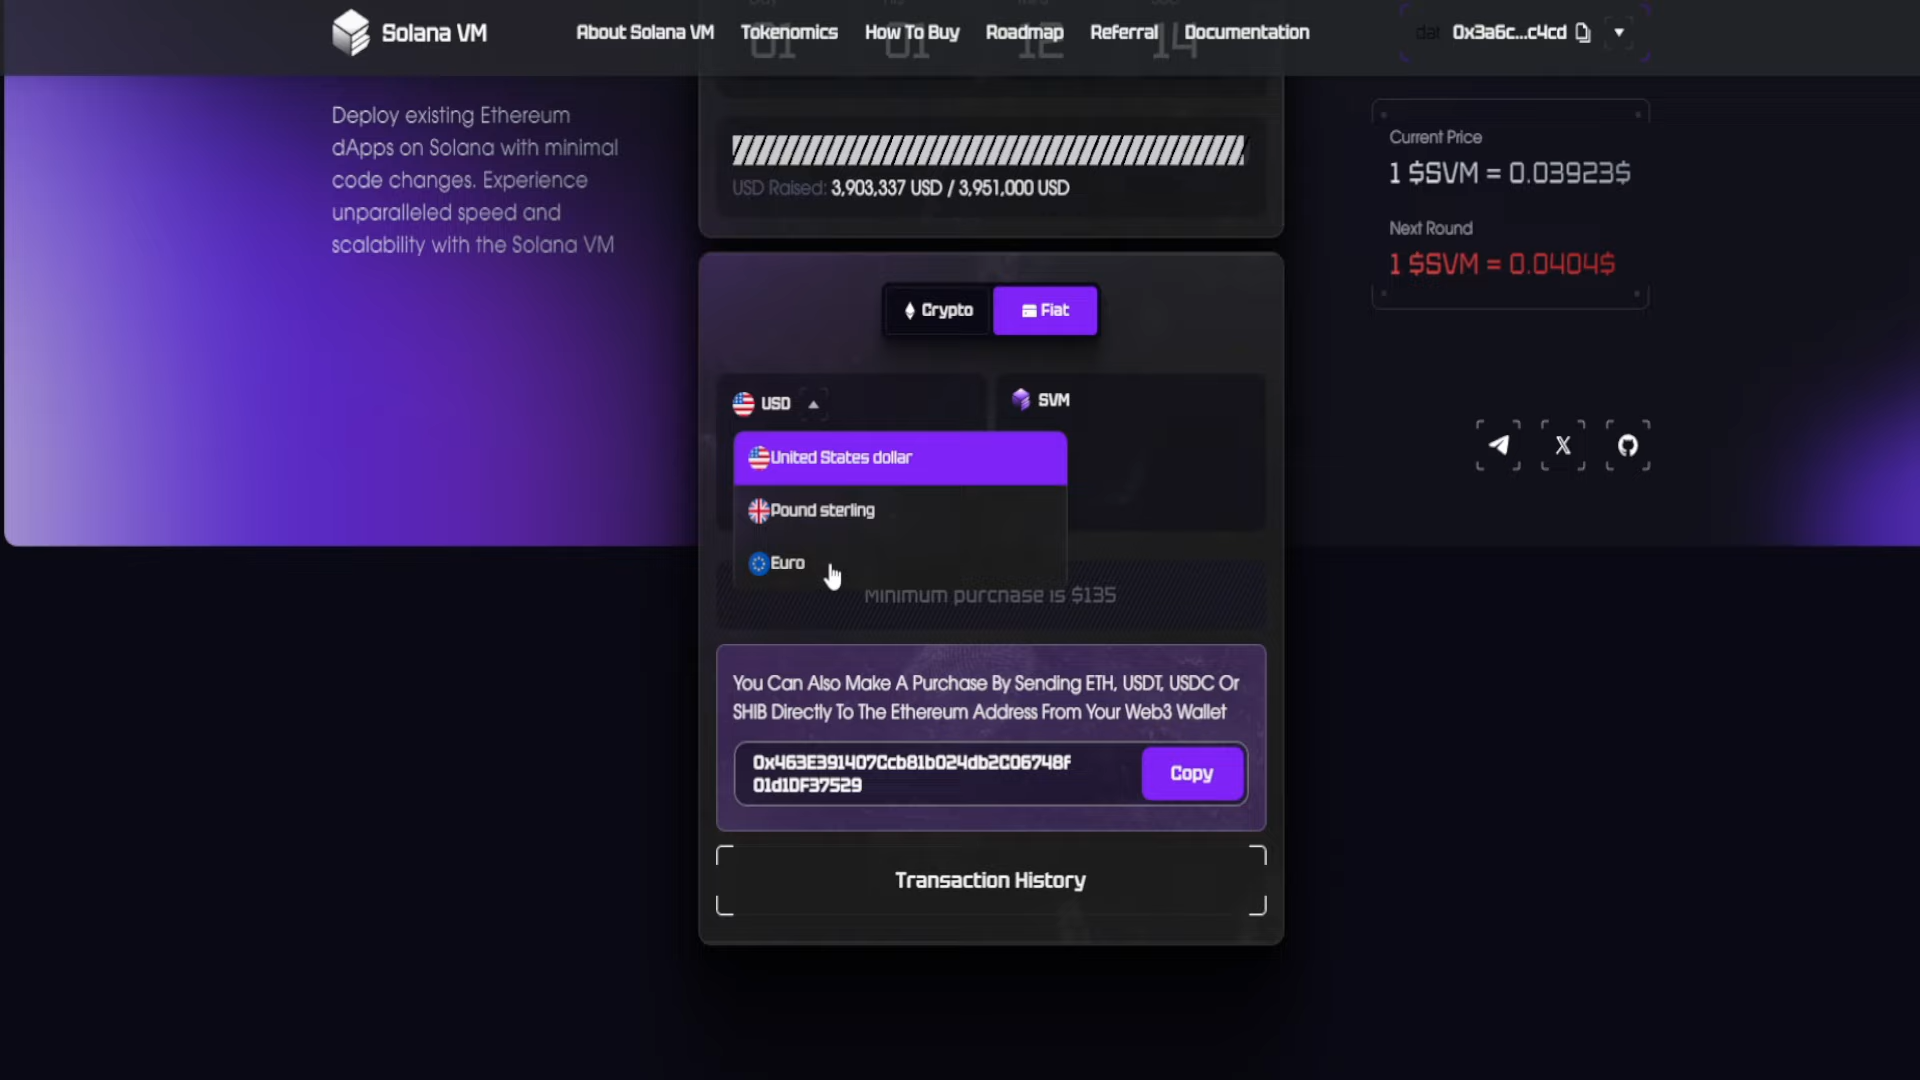 Solana VM
About Solana VM
Tokenomics
How To Buy
Roadmap
Referral
Documentation
0x3a6c...c4cd
01
01
12
14
Deploy existing Ethereum
dApps on Solana with minimal
code changes. Experience
unparalleled speed and
scalability with the Solana VM
USD Raised: 3,903,337 USD / 3,951,000 USD
Current Price
1 $SVM = 0.03923$
Next Round
1 $SVM = 0.0404$
Crypto
Fiat
USD
SVM
United States dollar
Pound sterling
Euro
Minimum purchase is $135
You Can Also Make A Purchase By Sending ETH, USDT, USDC Or
SHIB Directly To The Ethereum Address From Your Web3 Wallet
0x463E391407Ccb81b024db2C06748f
01d1DF37529
Copy
Transaction History